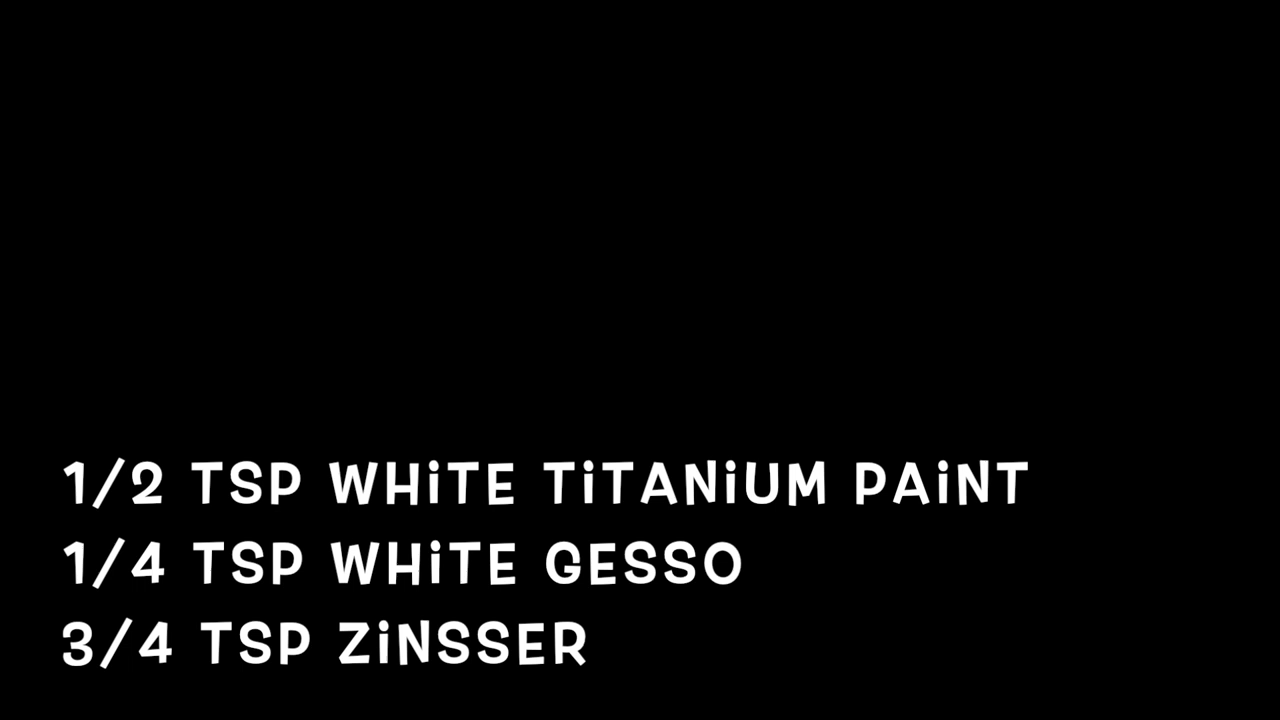 1/2 TSP WHiTE TiTANiUM PAiNT
1/4 TSP WHiTE GESSO
3/4 TSP ZiNSSER